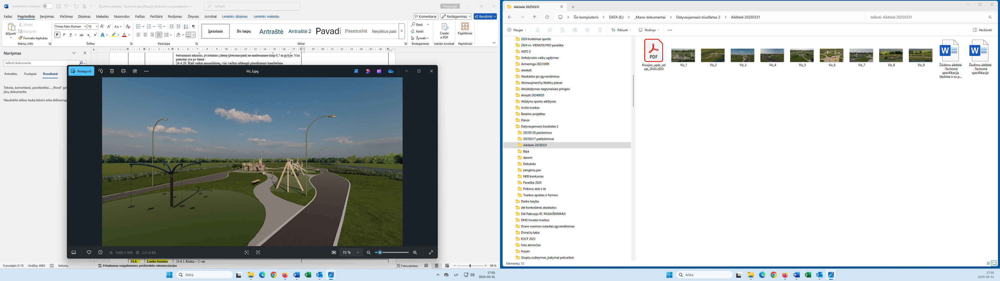 Automatinis įrašymas
Žaidimo aikštelė -Techninė specifikacija tikslinta ir su pastabomis
Ieškoti
Prisijungti
Failas Pagrindinis Įterpimas Piešimas Dizainas Maketas Nuorodos Paštas Peržiūra Rodymas Žinynas Acrobat Lentelės dizainas Lentelės maketas
Komentarai Redagavimas Bendrinti
Įklijuoti
Iškirpti
Kopijuoti
Formato teptukas
Mainų sritis
Times New Roman 10
Šriftas
Pastraipa
Įprastasis Be tarpų Antraštė Antraštė 2 Pavadi Paantraštė Neryškus pab
Stiliai
Rasti
Keisti
Žymėti
Redagavimas
Create
a PDF
Adobe Acrobat
Papildiniai
Papildiniai
Naršymas
Ieškoti dokumente
Antraštės Puslapiai Rezultatai
Tekstas, komentarai, paveikslėliai... „Word“ gal
jūsų dokumente.
Naudokite ieškos lauką tekstui arba didinamąjį
betoniniais inkarais, įtvirtintais į žemę (įbetonuojant) ne mažesniame kaip 0,7 m gylyje. Visi
pamatai yra po žeme.
24.4.20. Kad vaikai nesusižeistų, visi varžtai uždengti plastikiniais kamšteliais.
Redaguoti
Viz_3.jpg
1600 x 900
221.4 KB
72 %
24.6. Lauko batutas 24.6.1. Kiekis – 2 vnt.
9 puslapis iš 19 žodžių: 4985 lietuvių Pritaikymas neįgaliesiems: peržiūrėkite rekomendacijas Fokusavimas 98 %
Ieška
LIT
17:05
2025-03-31
Aikštelė 20250331
Šis kompiuteris DATA (E:) _Mano dokumentai Dalyvaujamasis biudžetas 2 Aikštelė 20250331
Ieškoti: Aikštelė 20250331
Naujas Rikiuoti Rodinys Peržiūrėti
2024 kvietimas sporto
2024 m. VIENUOLYNO paraiška
AIDO 2
Ankstyvasis vaikų ugdymas
Armeringa 20231009
ataskait
Ataskaitos po įgyvendinimo
Atsinaujinančių išteklių planas
Atsiskaitymas negrynaisiais pinigais
atsiųsti 20240620
Atžalyno sporto aikštynas
Avilio tvarkos
Baseino projektas
Daivai
Dalyvaujamasis biudžetas 2
20250128 pasitarimui
20250317 patikslinimai
Aikštelė 20250331
Bipa
darom
Deliuksta
įrenginių pav
NEB konkursas
Paraiška 2024
Pirkimo dok ir kt
Tvarkos aprašas ir formos
Darbo taryba
dėl kontrolierės ataskaitos
Dėl Pakruojo KC PASIAIŠKINIMUI
DMS Investis tvarkos
Dvaro nuomos sutarties įgyvendinimas
Dviračių takai
EUCF 2023
foto atminčiai
frozen
Grupių sudarymas_įsakymai potvarkiai
PDF
Kruojos_upės_sal
oje_28.03.2025
Viz_1
Viz_2
Viz_3
Viz_4
Viz_5
Viz_6
Viz_7
Viz_8
Viz_9
Žaidimo aikštelė
-Techninė
specifikacija
tikslinta ir su p...
Žaidimo aikštelė
-Techninė
specifikacija
Elementų: 12
Ieška
17:05
2025-03-31